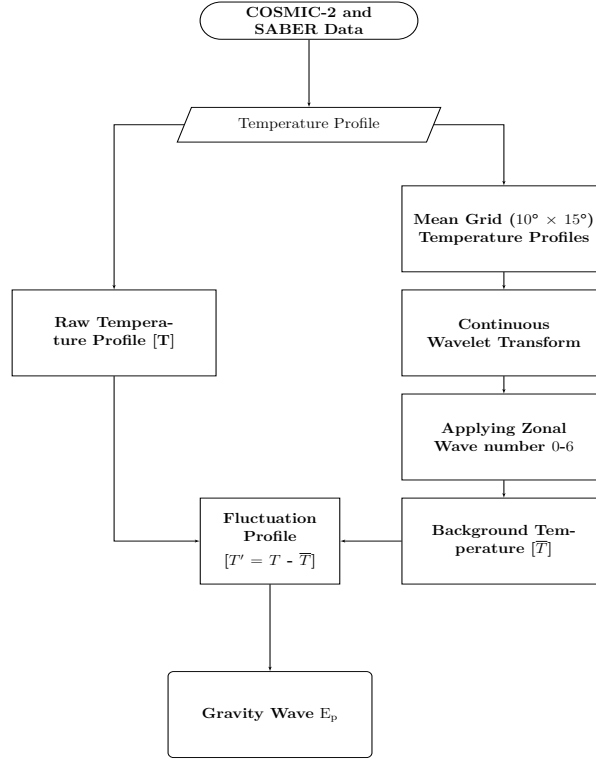 COSMIC-2 and
SABER Data
Temperature Profile
Mean Grid (10° × 15°)
Temperature Profiles
Raw Tempera-
ture Profile [T]
Continuous
Wavelet Transform
Applying Zonal
Wave number 0-6
Fluctuation
Profile
[T′ = T - T̅]
Background Tem-
perature [T̅]
Gravity Wave Eₚ